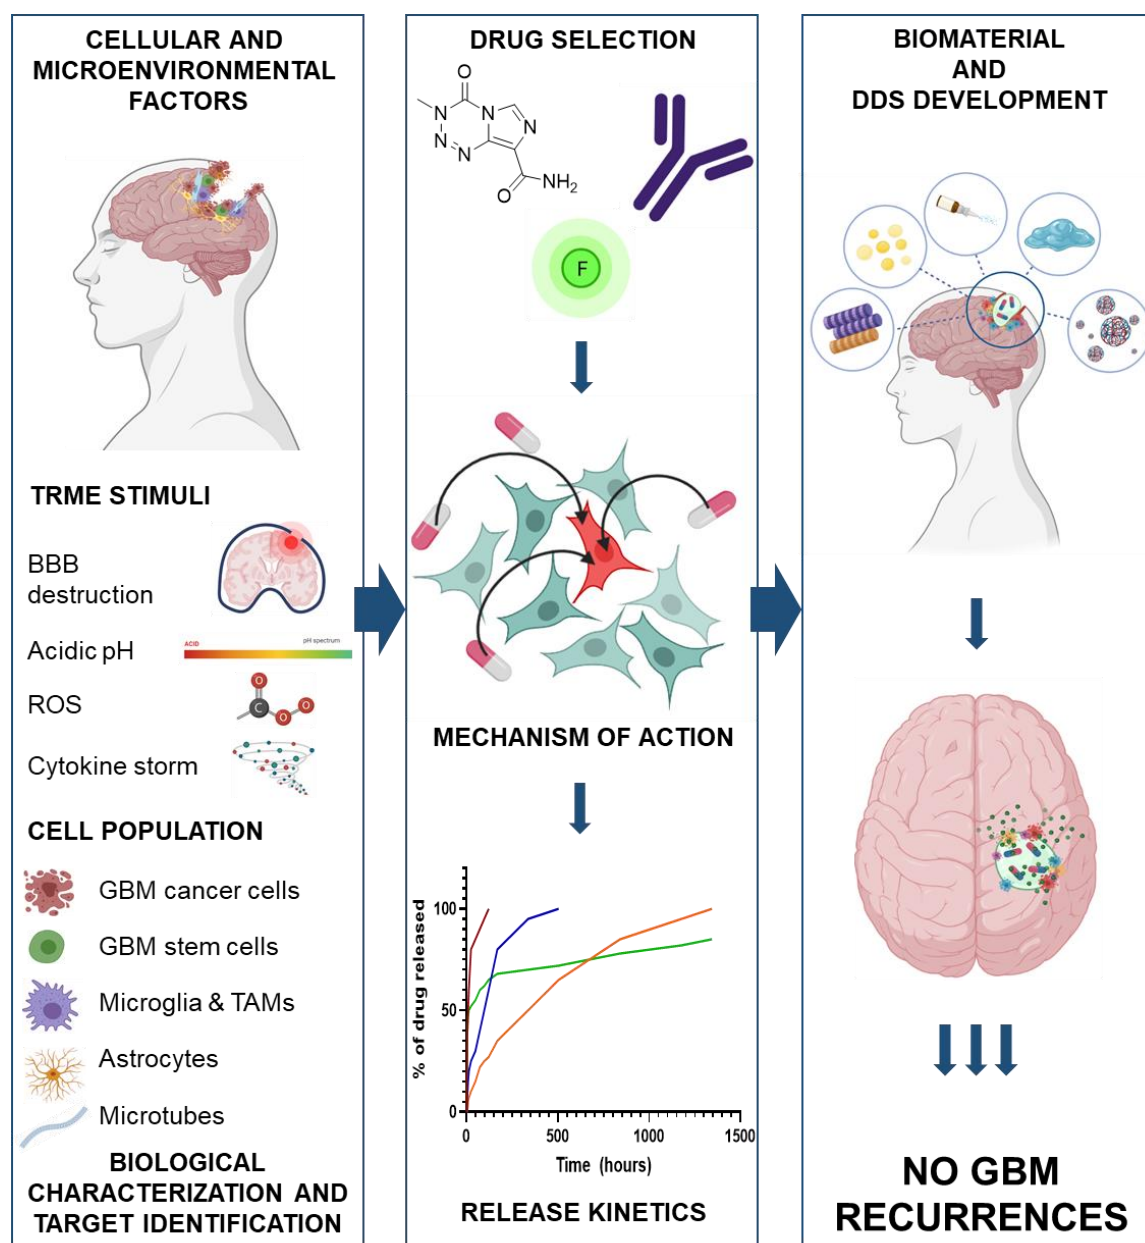 CELLULAR AND
MICROENVIRONMENTAL
FACTORS
TRME STIMULI
BBB
destruction
Acidic pH
ACID
pH spectrum
ROS
O
C
O
O
Cytokine storm
CELL POPULATION
GBM cancer cells
GBM stem cells
Microglia & TAMs
Astrocytes
Microtubes
BIOLOGICAL
CHARACTERIZATION AND
TARGET IDENTIFICATION
DRUG SELECTION
O
N
N
N
N
N
O
NH₂
F
MECHANISM OF ACTION
% of drug released
100
50
0
0
500
1000
1500
Time (hours)
RELEASE KINETICS
BIOMATERIAL
AND
DDS DEVELOPMENT
NO GBM
RECURRENCES